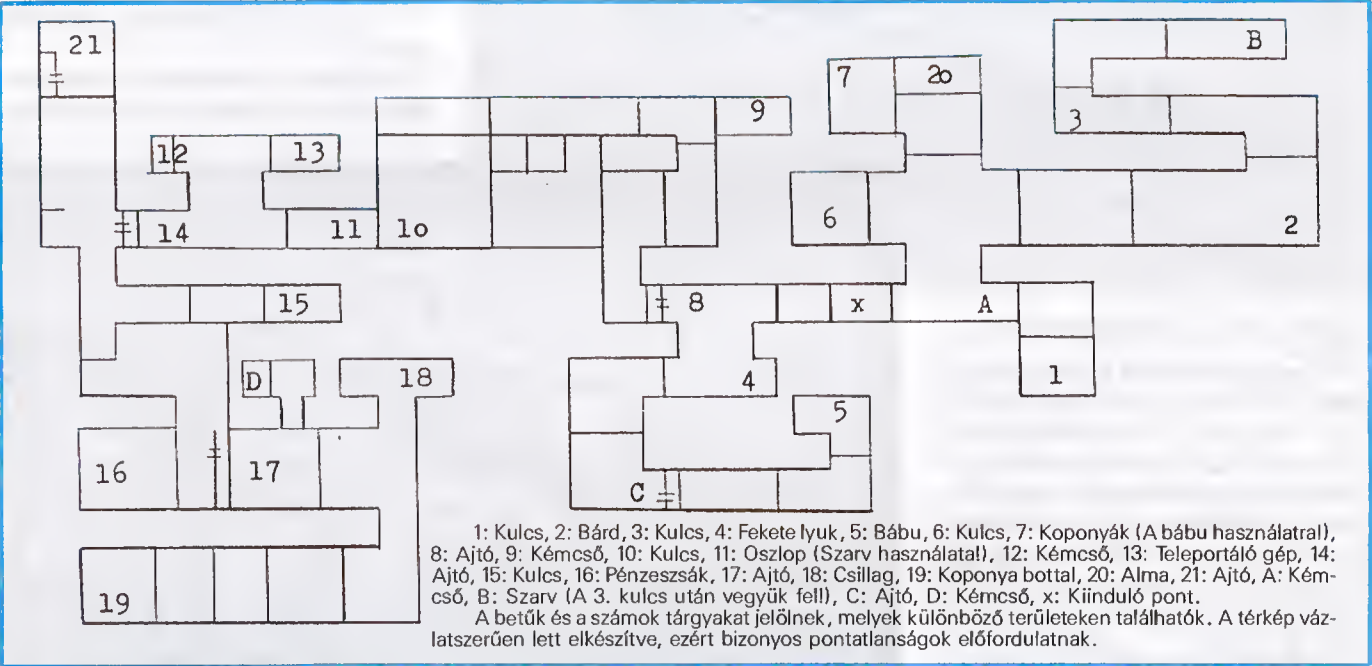 21
B
7
20
9
3
12
13
6
14
11
10
2
15
8
x
A
D
18
4
1
5
16
17
C
19
1: Kulcs, 2: Bárd, 3: Kulcs, 4: Fekete lyuk, 5: Bábu, 6: Kulcs, 7: Koponyák (A bábu használatra!),
8: Ajtó, 9: Kémcső, 10: Kulcs, 11: Oszlop (Szarv használata!), 12: Kémcső, 13: Teleportáló gép, 14:
Ajtó, 15: Kulcs, 16: Pénzeszsák, 17: Ajtó, 18: Csillag, 19: Koponya bottal, 20: Alma, 21: Ajtó, A: Kém-
cső, B: Szarv (A 3. kulcs után vegyük fel!), C: Ajtó, D: Kémcső, x: Kiinduló pont.
A betűk és a számok tárgyakat jelölnek, melyek különböző területeken találhatók. A térkép váz-
latszerűen lett elkészítve, ezért bizonyos pontatlanságok előfordulatnak.